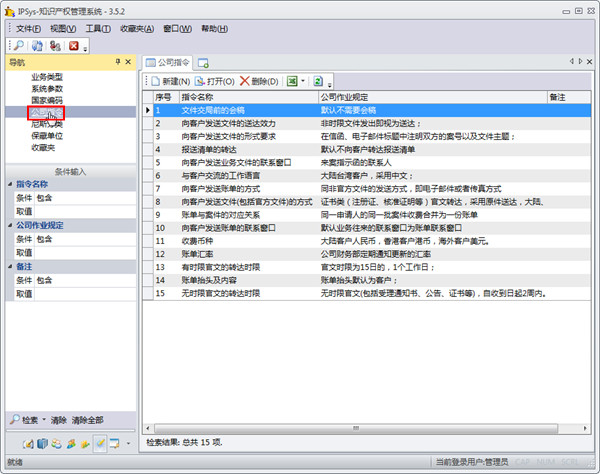 IPSys-知识产权管理系统 - 3.5.2
文件(F) 视图(V) 工具(T) 收藏夹(A) 窗口(W) 帮助(H)
导航
业务类型
系统参数
国家编码
尼斯分类
保藏单位
收藏夹
条件输入
指令名称
条件 包含
取值
公司作业规定
条件 包含
取值
备注
条件 包含
取值
检索 清除 清除全部
公司指令
新建(N) 打开(O) 删除(D)
序号 指令名称 公司作业规定 备注
1 文件交局前的会稿 默认不需要会稿
2 向客户发送文件的送达效力 非时限文件发出即视为送达；
3 向客户发送文件的形式要求 在信函、电子邮件标题中注明双方的案号以及文件主题；
4 报送清单的转达 默认不向客户转达报送清单
5 向客户发送业务文件的联系窗口 来案指示函的联系人
6 与客户交流的工作语言 大陆台湾客户，采用中文；
7 向客户发送账单的方式 同非官方文件的发送方式，即电子邮件或者传真方式
8 向客户发送文件(包括官方文件)的方式 证书类（注册证、核准证明等）官文转达，采用原件送达，大陆、
9 账单与案件的对应关系 同一申请人的同一批案件收费合并为一份账单
10 向客户发送账单的联系窗口 默认业务往来的联系窗口为账单联系窗口
11 收费币种 大陆客户人民币，香港客户港币，海外客户美元。
12 账单汇率 公司财务部定期通知更新的汇率
13 有时限官文的转达时限 官文时限为15日的，1个工作日；
14 账单抬头及内容 账单抬头默认为客户；
15 无时限官文的转达时限 无时限官文(包括受理通知书、公告、证书等)，自收到日起2周内。
检索结果: 总共 15 项.
就绪 当前登录用户:管理员 CAP NUM SCRL